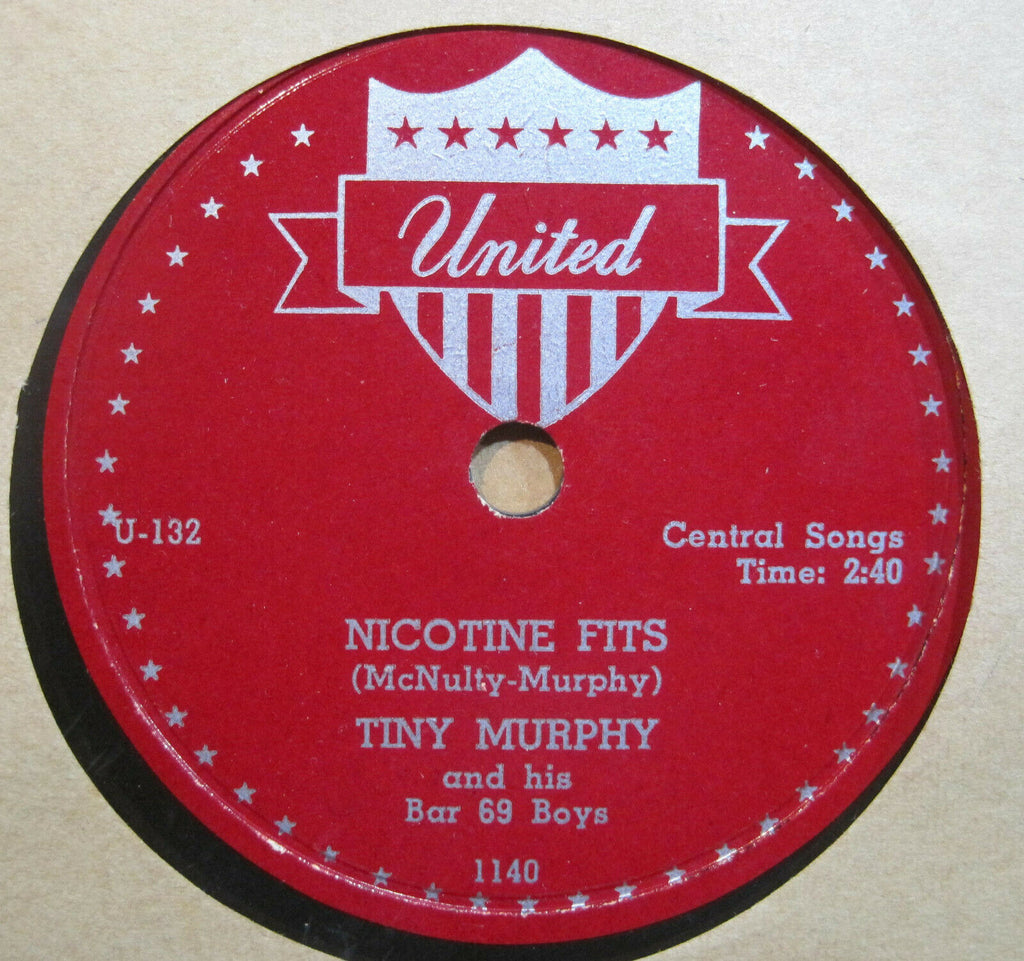 United
U-132
Central Songs
Time: 2:40
NICOTINE FITS
(McNulty-Murphy)
TINY MURPHY
and his
Bar 69 Boys
1140